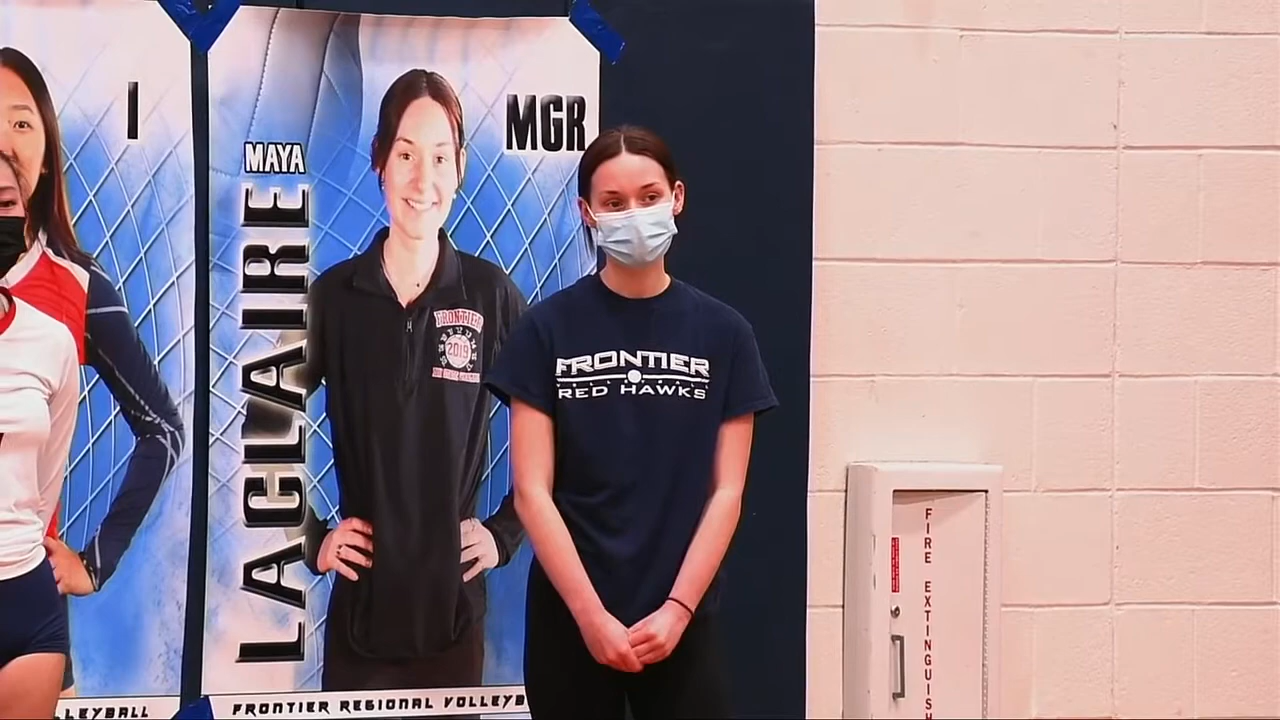 I
MGR
MAYA
LACLAIRE
FRONTIER
2019
FRONTIER
RED HAWKS
LLEYBALL
FRONTIER REGIONAL VOLLEYB
FIRE EXTINGUISH